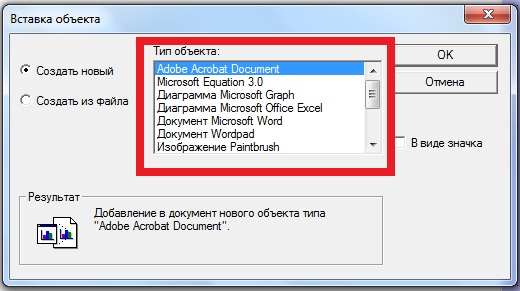 Вставка объекта
Тип объекта:
Создать новый
Создать из файла
Adobe Acrobat Document
Microsoft Equation 3.0
Диаграмма Microsoft Graph
Диаграмма Microsoft Office Excel
Документ Microsoft Word
Документ Wordpad
Изображение Paintbrush
OK
Отмена
В виде значка
Результат
Добавление в документ нового объекта типа
"Adobe Acrobat Document".